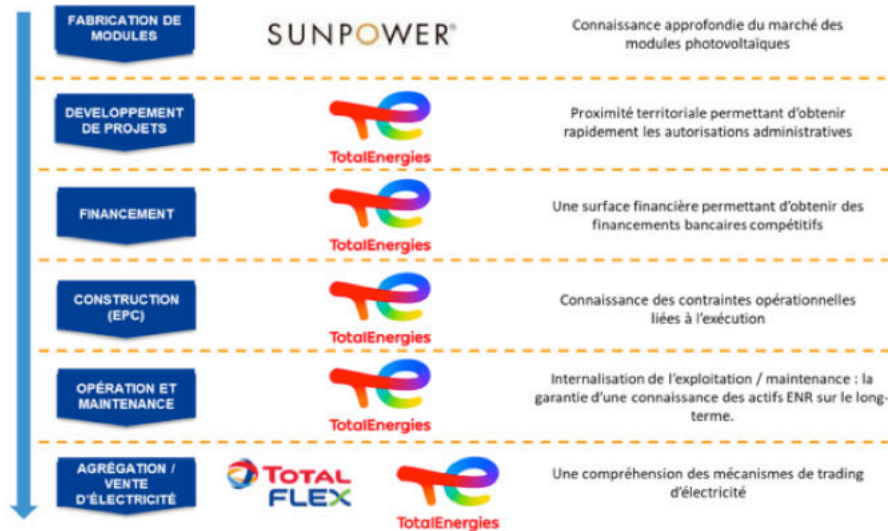 FABRICATION DE
MODULES
SUNPOWER®
Connaissance approfondie du marché des
modules photovoltaïques
DEVELOPPEMENT
DE PROJETS
TotalEnergies
Proximité territoriale permettant d'obtenir
rapidement les autorisations administratives
FINANCEMENT
TotalEnergies
Une surface financière permettant d'obtenir des
financements bancaires compétitifs
CONSTRUCTION
(EPC)
TotalEnergies
Connaissance des contraintes opérationnelles
liées à l'exécution
OPÉRATION ET
MAINTENANCE
TotalEnergies
Internalisation de l'exploitation / maintenance : la
garantie d'une connaissance des actifs ENR sur le long-
terme.
AGRÉGATION /
VENTE
D'ÉLECTRICITÉ
TOTAL
FLEX
TotalEnergies
Une compréhension des mécanismes de trading
d'électricité